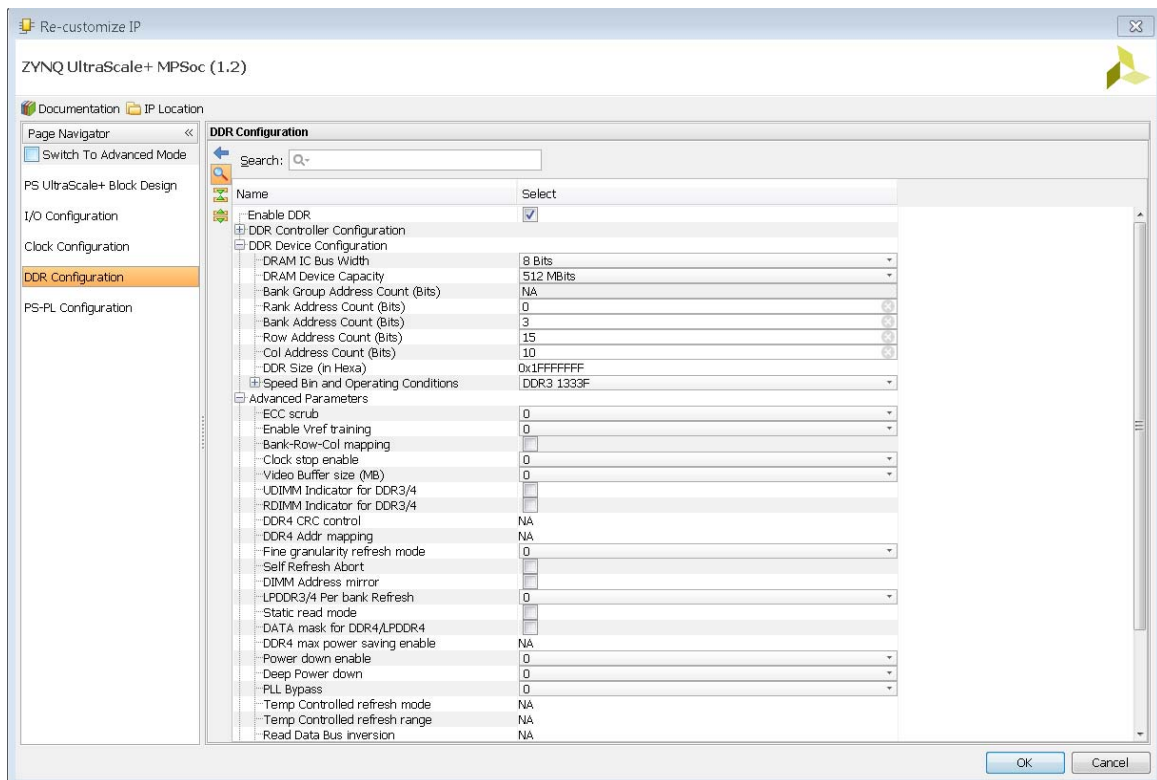 Re-customize IP
ZYNQ UltraScale+ MPSoc (1.2)
Documentation IP Location
Page Navigator «
Switch To Advanced Mode
PS UltraScale+ Block Design
I/O Configuration
Clock Configuration
DDR Configuration
PS-PL Configuration
DDR Configuration
Search:
Name Select
Enable DDR
DDR Controller Configuration
DDR Device Configuration
DRAM IC Bus Width 8 Bits
DRAM Device Capacity 512 MBits
Bank Group Address Count (Bits) NA
Rank Address Count (Bits) 0
Bank Address Count (Bits) 3
Row Address Count (Bits) 15
Col Address Count (Bits) 10
DDR Size (in Hexa) 0x1FFFFFFF
Speed Bin and Operating Conditions DDR3 1333F
Advanced Parameters
ECC scrub 0
Enable Vref training 0
Bank-Row-Col mapping
Clock stop enable 0
Video Buffer size (MB) 0
UDIMM Indicator for DDR3/4
RDIMM Indicator for DDR3/4
DDR4 CRC control NA
DDR4 Addr mapping NA
Fine granularity refresh mode 0
Self Refresh Abort
DIMM Address mirror
LPDDR3/4 Per bank Refresh 0
Static read mode
DATA mask for DDR4/LPDDR4
DDR4 max power saving enable NA
Power down enable 0
Deep Power down 0
PLL Bypass 0
Temp Controlled refresh mode NA
Temp Controlled refresh range NA
Read Data Bus inversion NA
OK Cancel